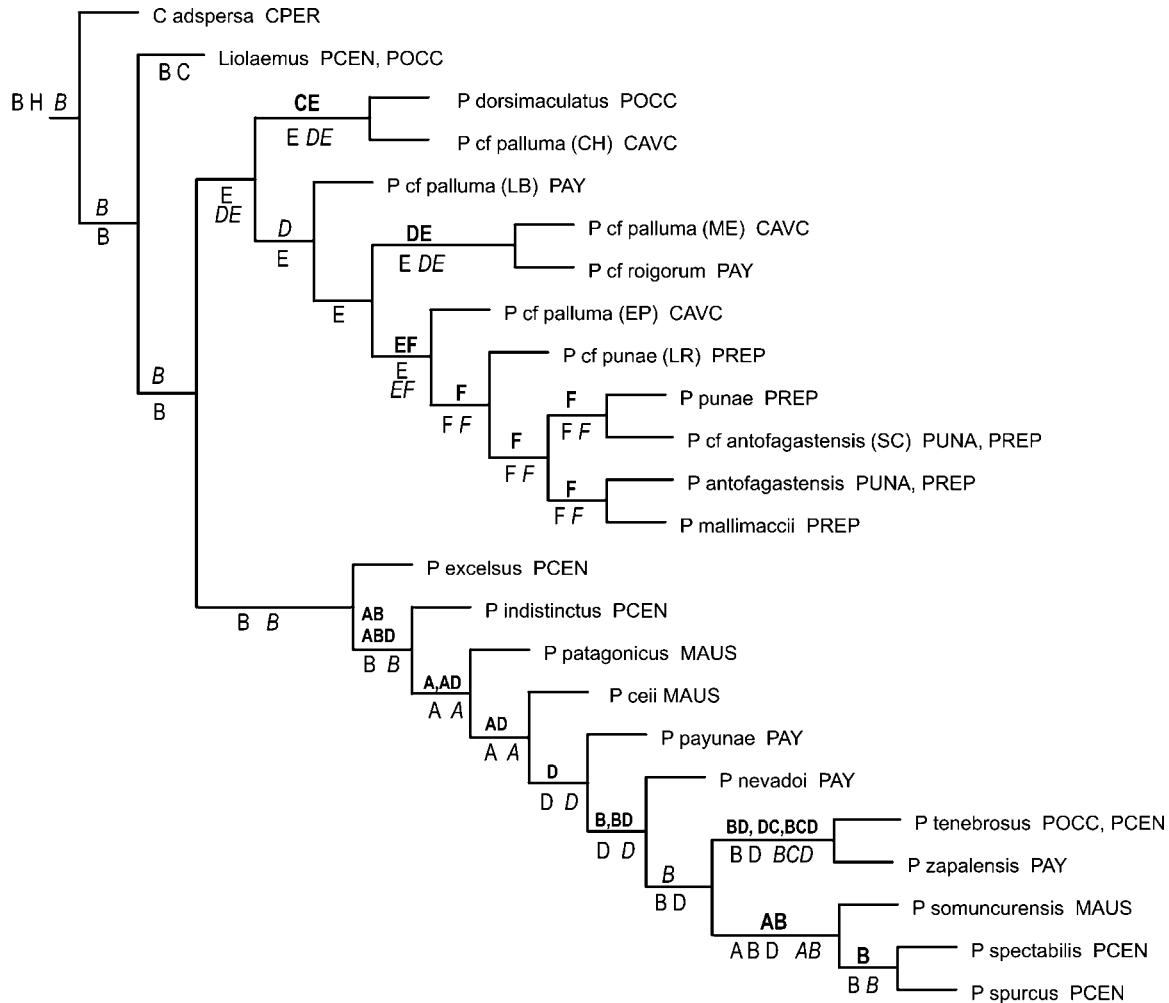 C adspersa CPER
Liolaemus PCEN, POCC
B C
B H B
CE
P dorsimaculatus POCC
E DE
P cf palluma (CH) CAVC
P cf palluma (LB) PAY
E
DE
B
B
D
E
DE
P cf palluma (ME) CAVC
E DE
P cf roigorum PAY
E
P cf palluma (EP) CAVC
EF
E
EF
P cf punae (LR) PREP
B
B
F
F F
F
P punae PREP
F F
P cf antofagastensis (SC) PUNA, PREP
F
F F
F
P antofagastensis PUNA, PREP
F F
P mallimaccii PREP
P excelsus PCEN
B B
AB
ABD
P indistinctus PCEN
B B
P patagonicus MAUS
A,AD
A A
P ceii MAUS
AD
A A
P payunae PAY
D
D D
P nevadoi PAY
B,BD
D D
BD, DC,BCD
P tenebrosus POCC, PCEN
B D BCD
P zapalensis PAY
B
B D
P somuncurensis MAUS
AB
A B D AB
P spectabilis PCEN
B
B B
P spurcus PCEN